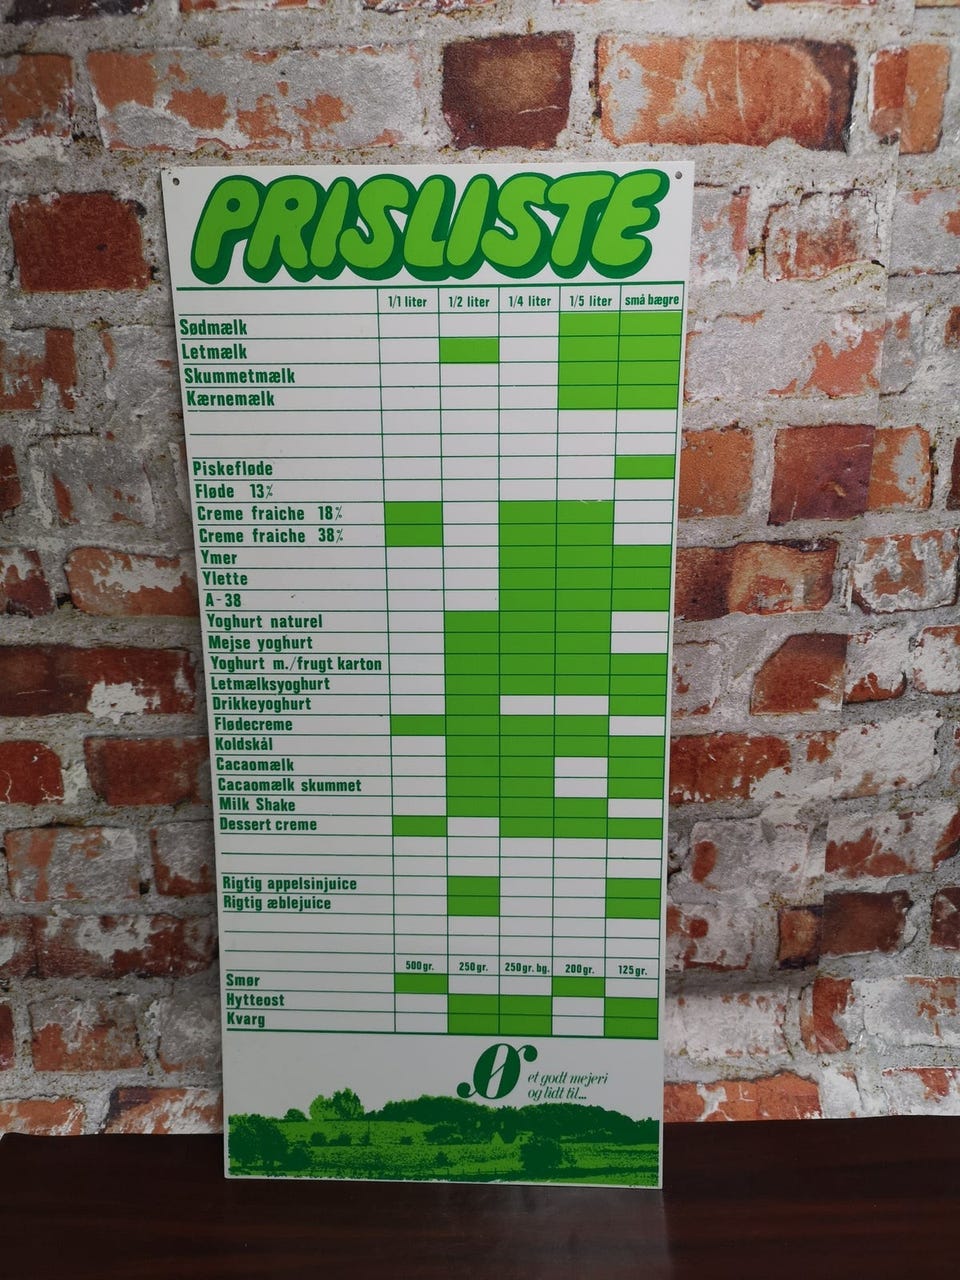 PRISLISTE
1/1 liter 1/2 liter 1/4 liter 1/5 liter små bægre
Sødmælk
Letmælk
Skummetmælk
Kærnemælk
Piskefløde
Fløde 13%
Creme fraiche 18%
Creme fraiche 38%
Ymer
Ylette
A-38
Yoghurt naturel
Mejse yoghurt
Yoghurt m./frugt karton
Letmælksyoghurt
Drikkeyoghurt
Flødecreme
Koldskål
Cacaomælk
Cacaomælk skummet
Milk Shake
Dessert creme
Rigtig appelsinjuice
Rigtig æblejuice
500gr. 250gr. 250gr. bg. 200gr. 125gr.
Smør
Hytteost
Kvarg
Ø et godt mejeri
og lidt til...